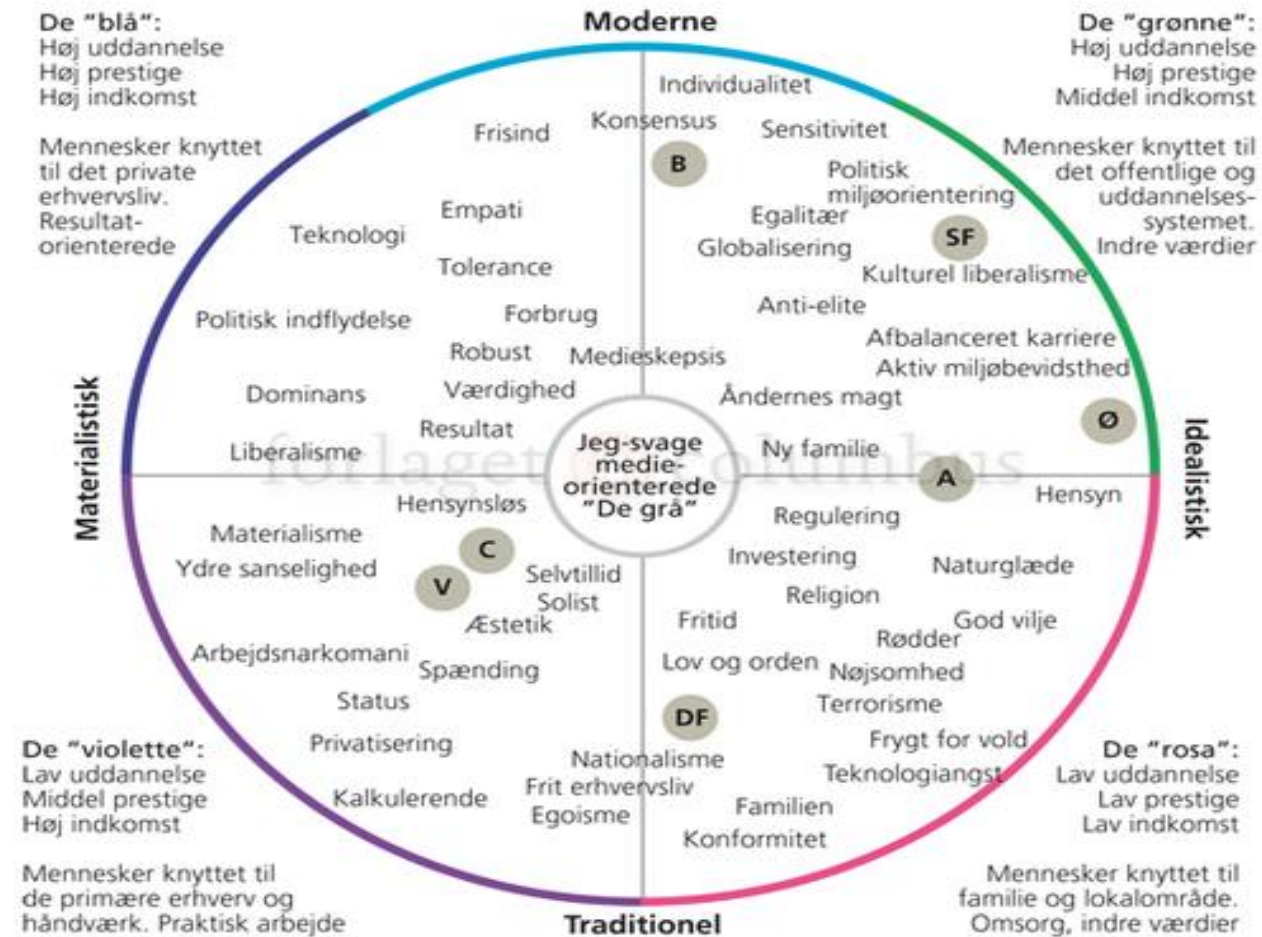 De "blå":
Høj uddannelse
Høj prestige
Høj indkomst
Mennesker knyttet
til det private
erhvervsliv.
Resultat-
orienterede
Moderne
De "grønne":
Høj uddannelse
Høj prestige
Middel indkomst
Mennesker knyttet til
det offentlige og
uddannelses-
systemet.
Indre værdier
Individualitet
Konsensus
Frisind
Sensitivitet
B
Politisk
miljøorientering
Empati
Egalitær
Teknologi
SF
Globalisering
Tolerance
Kulturel liberalisme
Anti-elite
Politisk indflydelse
Forbrug
Afbalanceret karriere
Robust
Medieskepsis
Aktiv miljøbevidsthed
Dominans
Værdighed
Åndernes magt
Ø
Resultat
Liberalisme
Ny familie
Materialistisk
Jeg-svage
medie-
orienterede
"De grå"
Idealistisk
forlaget columbus
A
Hensyn
Hensynsløs
Regulering
Materialisme
C
Investering
Ydre sanselighed
V
Selvtillid
Solist
Naturglæde
Religion
Æstetik
Fritid
God vilje
Rødder
Arbejdsnarkomani
Spænding
Lov og orden
Nøjsomhed
Status
DF
Terrorisme
Privatisering
Nationalisme
Frygt for vold
Teknologiangst
Kalkulerende
Frit erhvervsliv
Egoisme
Familien
Konformitet
De "violette":
Lav uddannelse
Middel prestige
Høj indkomst
Mennesker knyttet til
de primære erhverv og
håndværk. Praktisk arbejde
Traditionel
De "rosa":
Lav uddannelse
Lav prestige
Lav indkomst
Mennesker knyttet til
familie og lokalområde.
Omsorg, indre værdier